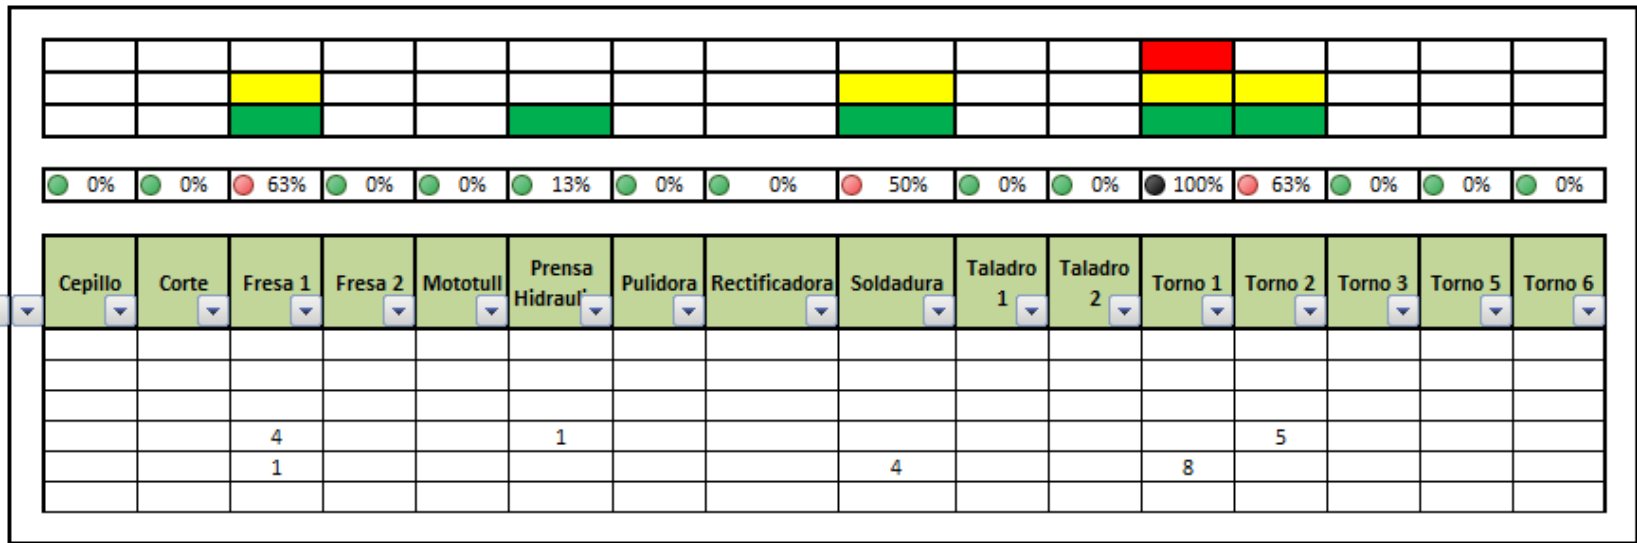 0% 0% 63% 0% 0% 13% 0% 0% 50% 0% 0% 100% 63% 0% 0% 0%
Cepillo Corte Fresa 1 Fresa 2 Mototull Prensa Soldadura Pulidora Rectificadora Taladro 1 Taladro 2 Torno 1 Torno 2 Torno 3 Torno 5 Torno 6
4 1 5
1 4 8